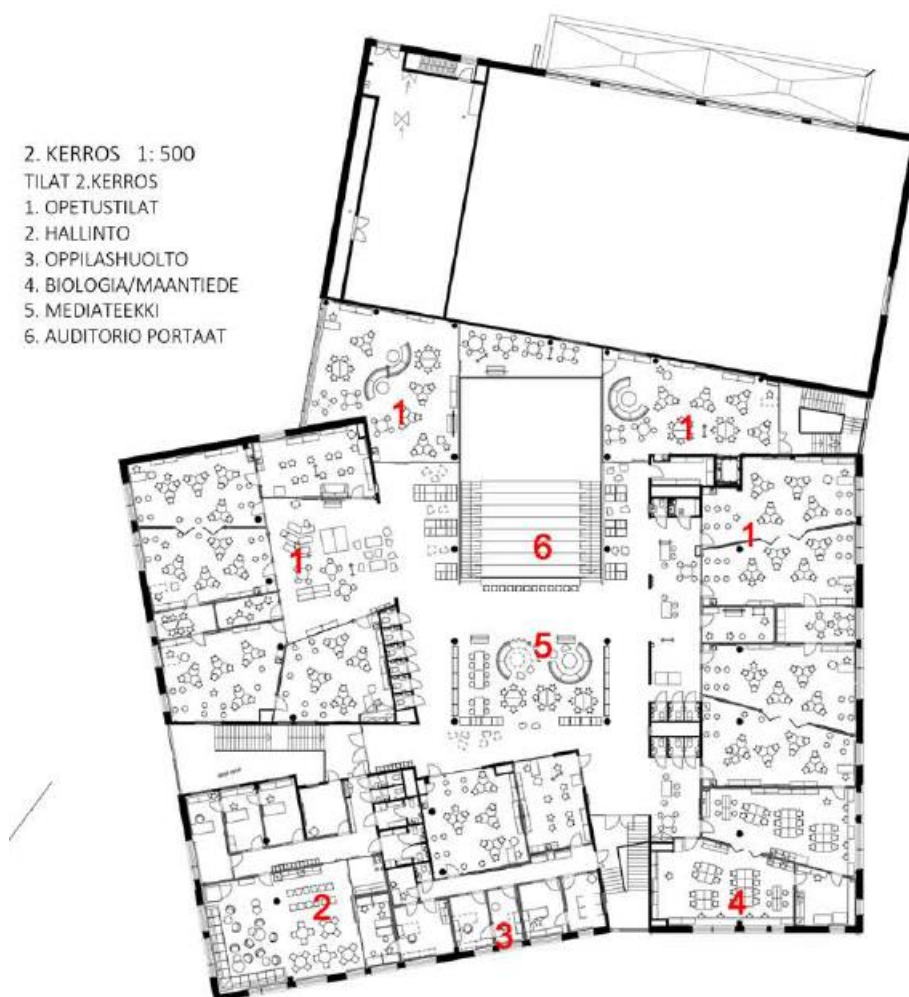 2. KERROS 1: 500
TILAT 2.KERROS
1. OPETUSTILAT
2. HALLINTO
3. OPPILASHUOLTO
4. BIOLOGIA/MAANTIEDE
5. MEDIATEEKKI
6. AUDITORIO PORTAAT
1
1
1
1
6
5
2
3
4